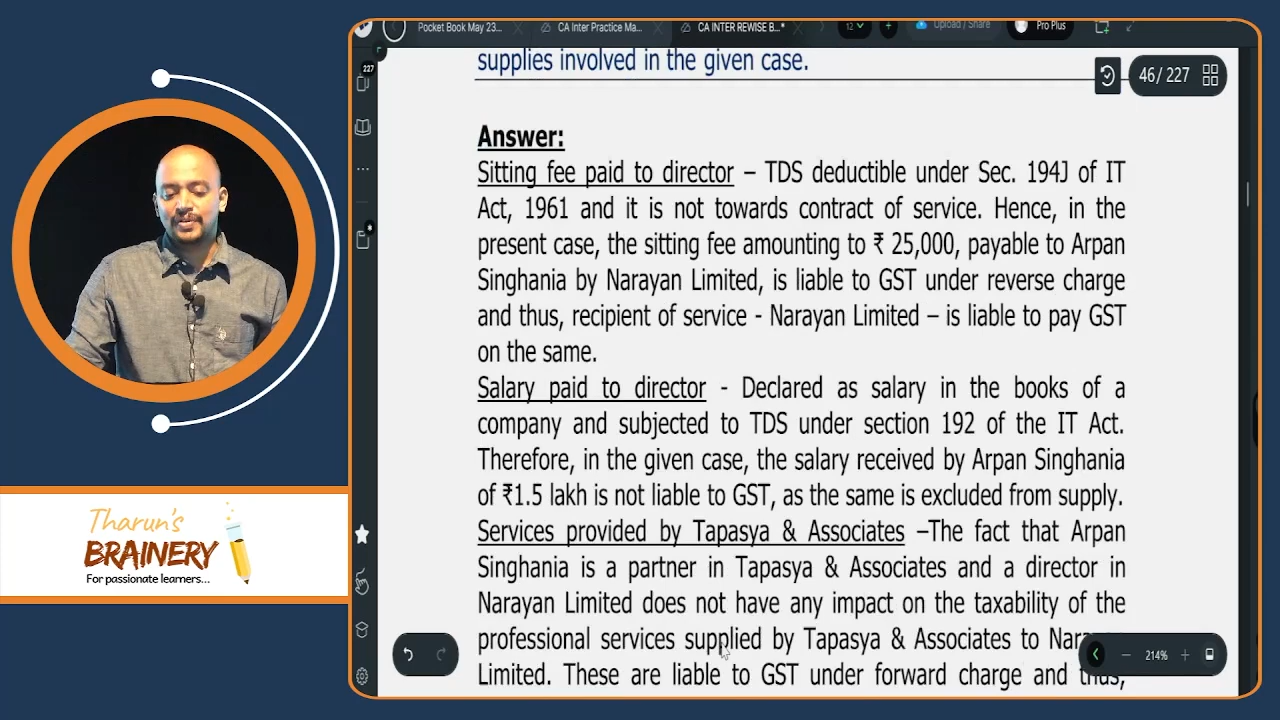 Pocket Book May 23...
CA Inter Practice Ma...
CA INTER REWISE B...*
12
Upload / Share
Pro Plus
227
46 / 227
supplies involved in the given case.
Answer:
Sitting fee paid to director – TDS deductible under Sec. 194J of IT
Act, 1961 and it is not towards contract of service. Hence, in the
present case, the sitting fee amounting to ₹ 25,000, payable to Arpan
Singhania by Narayan Limited, is liable to GST under reverse charge
and thus, recipient of service - Narayan Limited – is liable to pay GST
on the same.
Salary paid to director - Declared as salary in the books of a
company and subjected to TDS under section 192 of the IT Act.
Therefore, in the given case, the salary received by Arpan Singhania
of ₹1.5 lakh is not liable to GST, as the same is excluded from supply.
Services provided by Tapasya & Associates –The fact that Arpan
Singhania is a partner in Tapasya & Associates and a director in
Narayan Limited does not have any impact on the taxability of the
professional services supplied by Tapasya & Associates to
Limited. These are liable to GST under forward charge and thus,
214%
Tharun's
BRAINERY
For passionate learners...